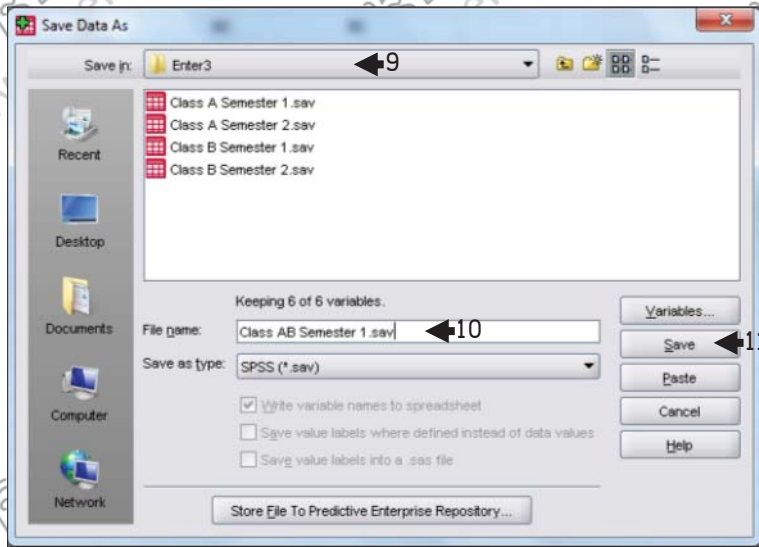 Save Data As
Save in: Enter3 9
Class A Semester 1.sav
Class A Semester 2.sav
Class B Semester 1.sav
Class B Semester 2.sav
Recent
Desktop
Documents
Computer
Network
Keeping 6 of 6 variables.
File name: Class AB Semester 1.sav 10
Save as type: SPSS (*.sav)
Write variable names to spreadsheet
Save value labels where defined instead of data values
Save value labels into a .sas file
Store File To Predictive Enterprise Repository...
Variables...
Save 11
Paste
Cancel
Help